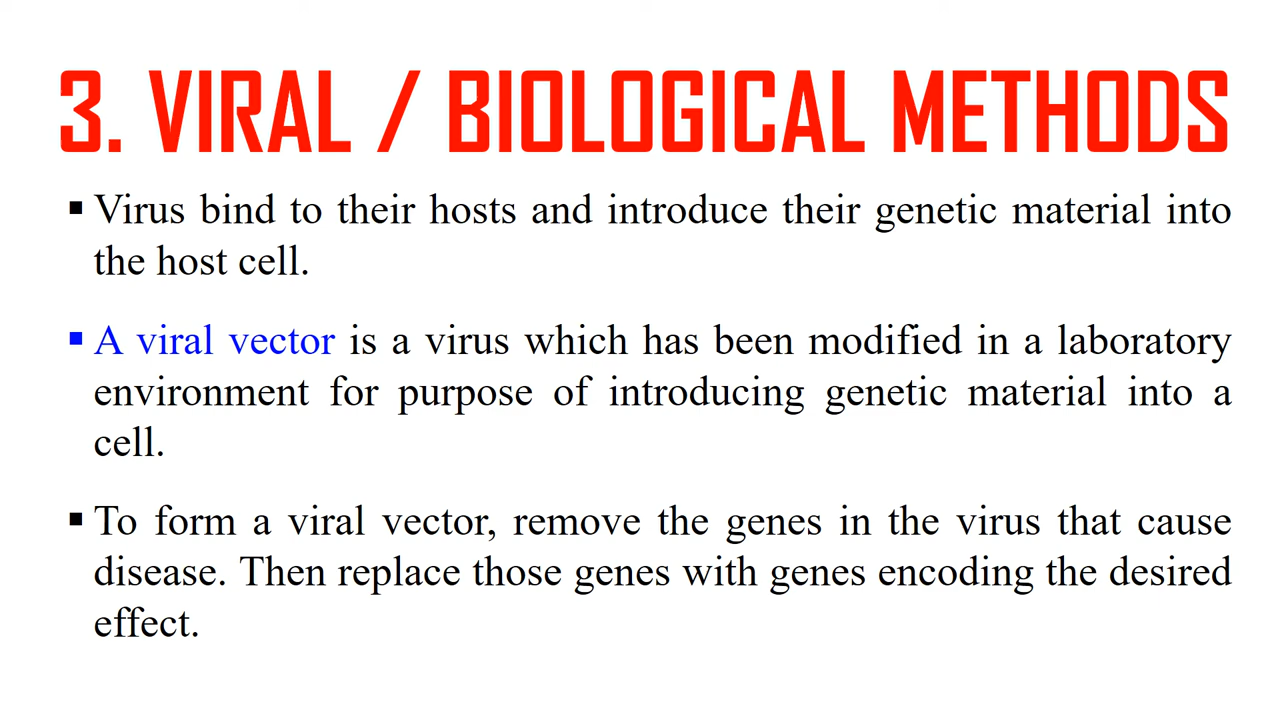 3. VIRAL / BIOLOGICAL METHODS
▪ Virus bind to their hosts and introduce their genetic material into
the host cell.
▪ A viral vector is a virus which has been modified in a laboratory
environment for purpose of introducing genetic material into a
cell.
▪ To form a viral vector, remove the genes in the virus that cause
disease. Then replace those genes with genes encoding the desired
effect.